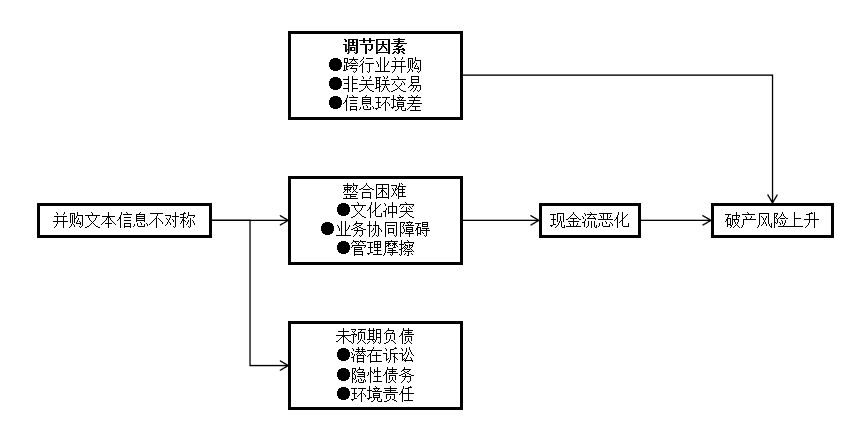 调节因素
●跨行业并购
●非关联交易
●信息环境差
并购文本信息不对称
整合困难
●文化冲突
●业务协同障碍
●管理摩擦
现金流恶化
破产风险上升
未预期负债
●潜在诉讼
●隐性债务
●环境责任